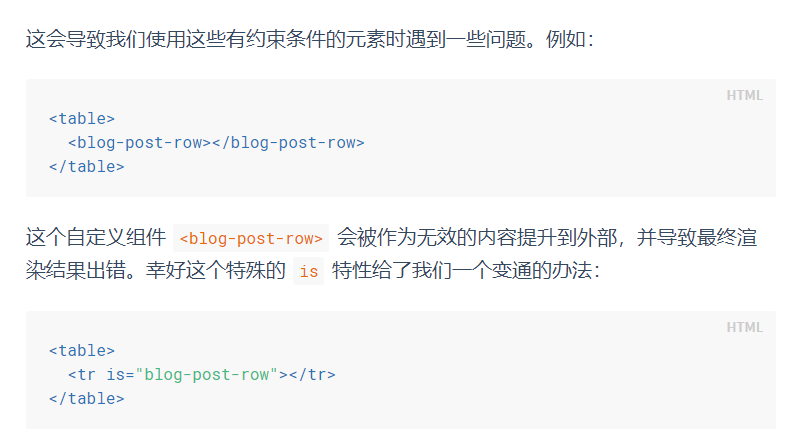 这会导致我们使用这些有约束条件的元素时遇到一些问题。例如：
HTML
<table>
  <blog-post-row></blog-post-row>
</table>
这个自定义组件 <blog-post-row> 会被作为无效的内容提升到外部，并导致最终渲
染结果出错。幸好这个特殊的 is 特性给了我们一个变通的办法：
HTML
<table>
  <tr is="blog-post-row"></tr>
</table>